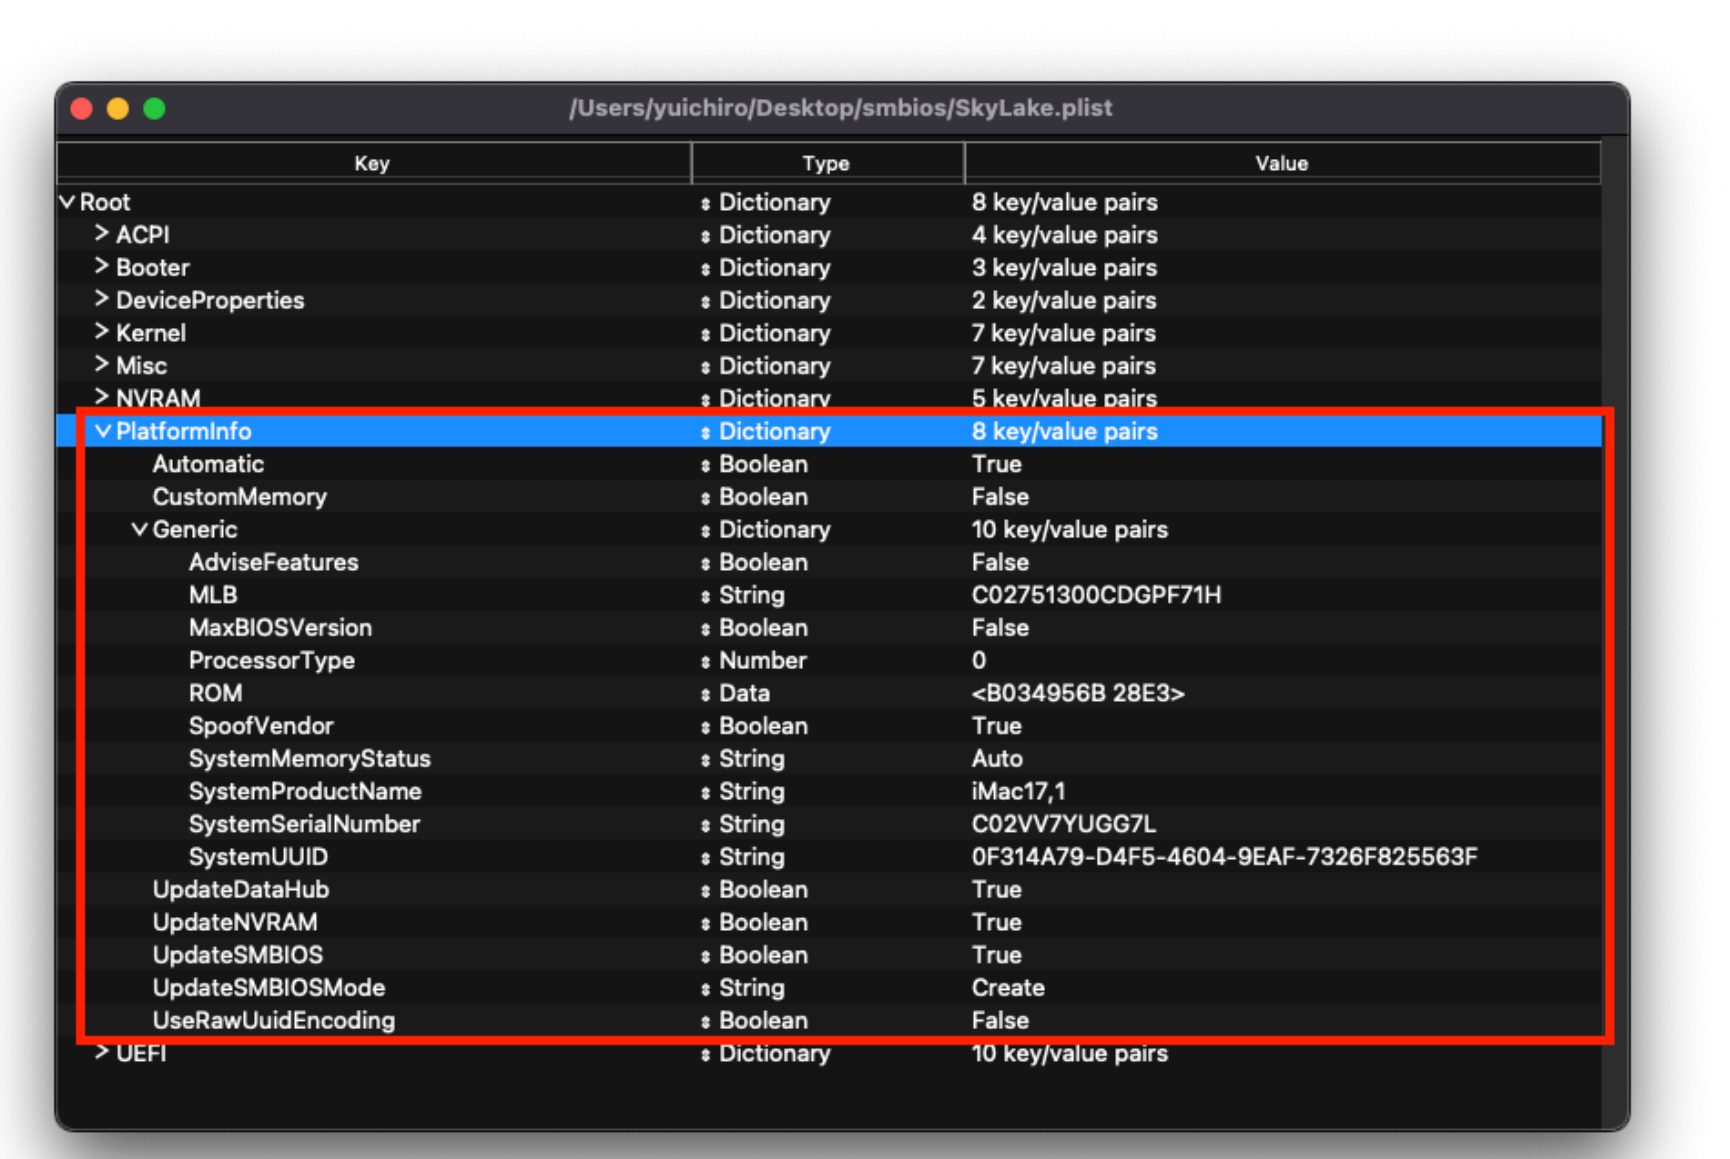 /Users/yuichiro/Desktop/smbios/SkyLake.plist
Key Type Value
Root Dictionary 8 key/value pairs
ACPI Dictionary 4 key/value pairs
Booter Dictionary 3 key/value pairs
DeviceProperties Dictionary 2 key/value pairs
Kernel Dictionary 7 key/value pairs
Misc Dictionary 7 key/value pairs
NVRAM Dictionary 5 key/value pairs
PlatformInfo Dictionary 8 key/value pairs
Automatic Boolean True
CustomMemory Boolean False
Generic Dictionary 10 key/value pairs
AdviseFeatures Boolean False
MLB String C02751300CDGPF71H
MaxBIOSVersion Boolean False
ProcessorType Number 0
ROM Data <B034956B 28E3>
SpoofVendor Boolean True
SystemMemoryStatus String Auto
SystemProductName String iMac17,1
SystemSerialNumber String C02VV7YUGG7L
SystemUUID String 0F314A79-D4F5-4604-9EAF-7326F825563F
UpdateDataHub Boolean True
UpdateNVRAM Boolean True
UpdateSMBIOS Boolean True
UpdateSMBIOSMode String Create
UseRawUuidEncoding Boolean False
UEFI Dictionary 10 key/value pairs